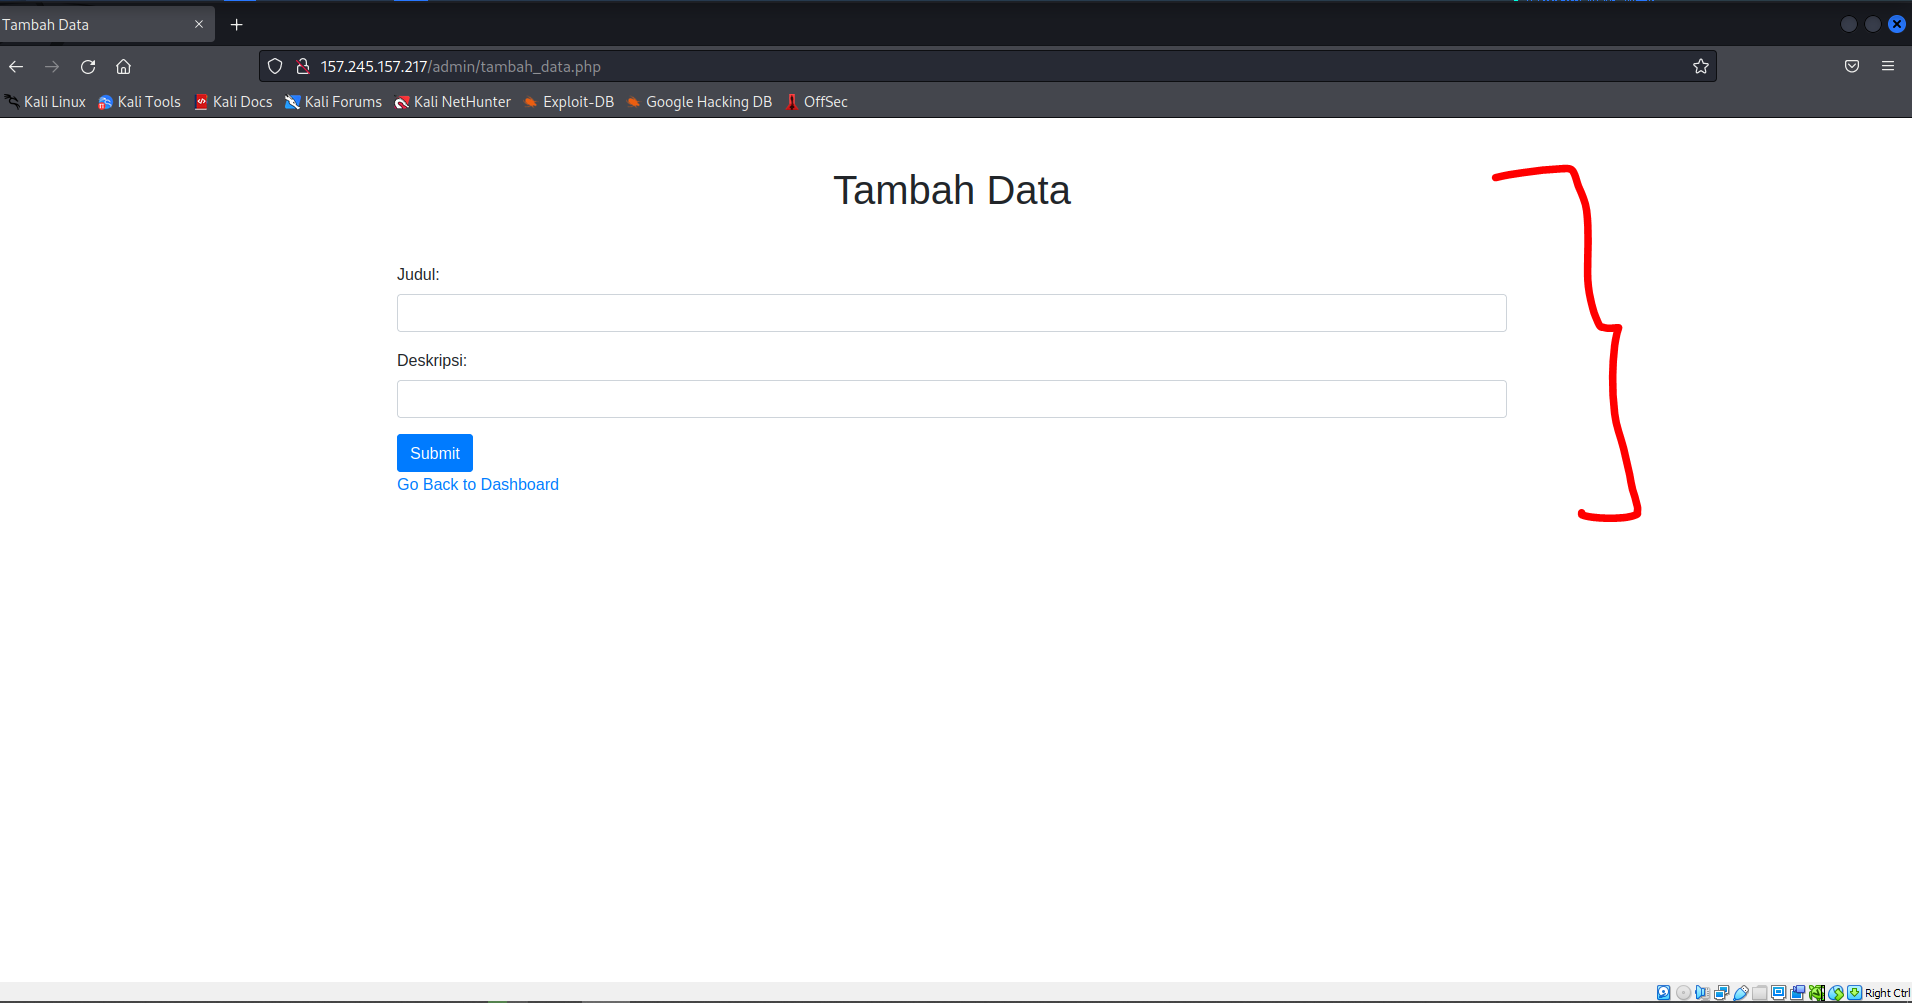 Tambah Data
157.245.157.217/admin/tambah_data.php
Kali Linux Kali Tools Kali Docs Kali Forums Kali NetHunter Exploit-DB Google Hacking DB OffSec
Tambah Data
Judul:
Deskripsi:
Submit
Go Back to Dashboard
Right Ctrl